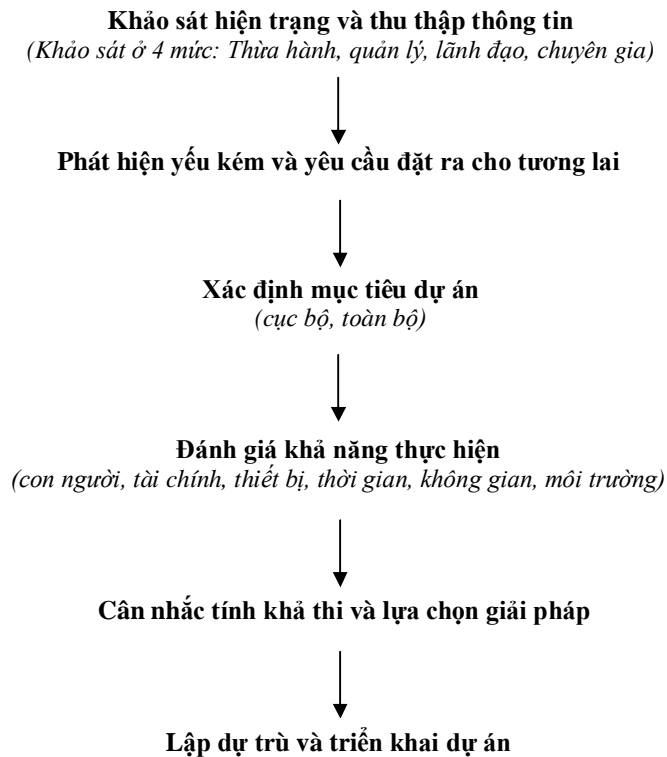 Khảo sát hiện trạng và thu thập thông tin
(Khảo sát ở 4 mức: Thừa hành, quản lý, lãnh đạo, chuyên gia)
Phát hiện yếu kém và yêu cầu đặt ra cho tương lai
Xác định mục tiêu dự án
(cục bộ, toàn bộ)
Đánh giá khả năng thực hiện
(con người, tài chính, thiết bị, thời gian, không gian, môi trường)
Cân nhắc tính khả thi và lựa chọn giải pháp
Lập dự trù và triển khai dự án